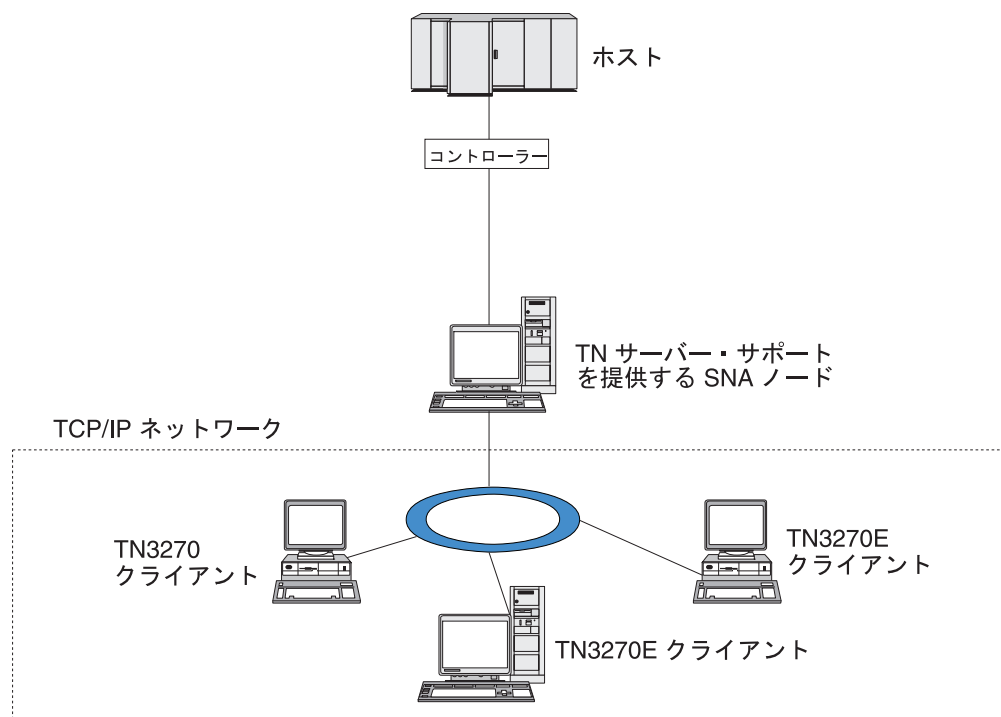 ホスト
コントローラー
TN サーバー・サポート
を提供する SNA ノード
TCP/IP ネットワーク
TN3270
クライアント
TN3270E
クライアント
TN3270E クライアント